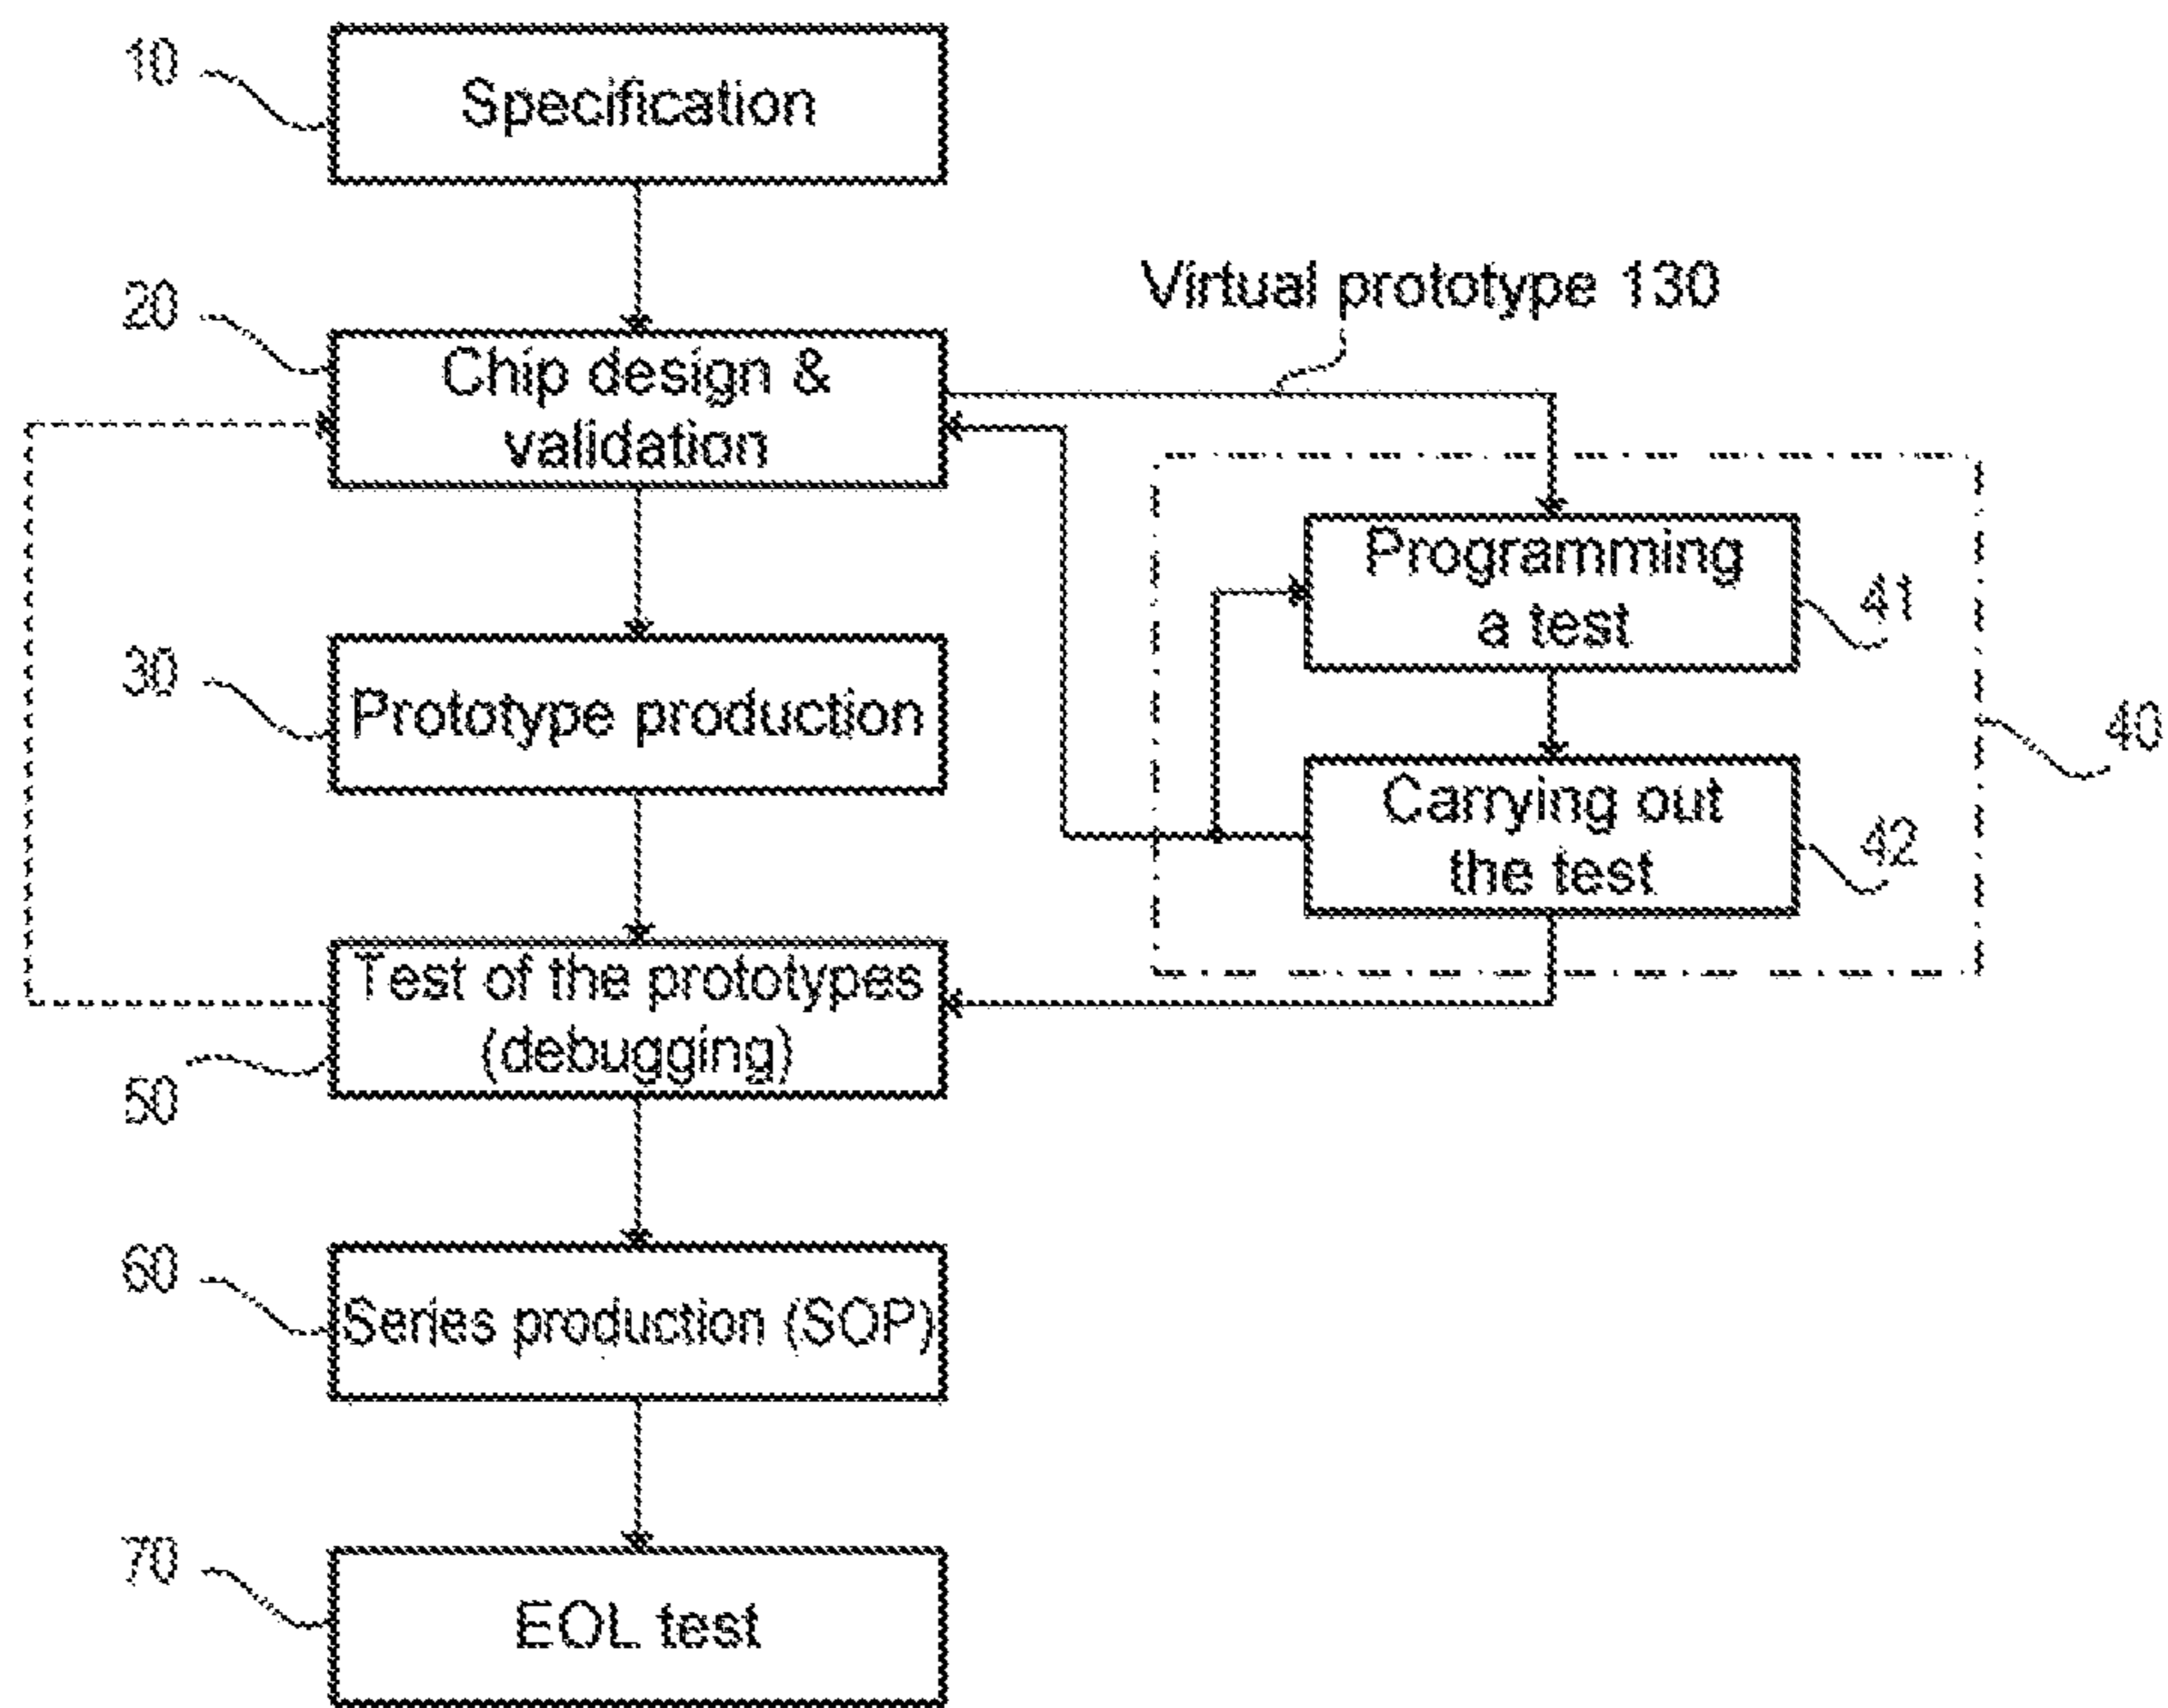 10
Specification
20
Virtual prototype 130
Chip design &
validation
Programming
a test
41
30
Prototype production
40
Carrying out
the test
42
Test of the prototypes
(debugging)
50
60
Series production (SOP)
70
EOL test